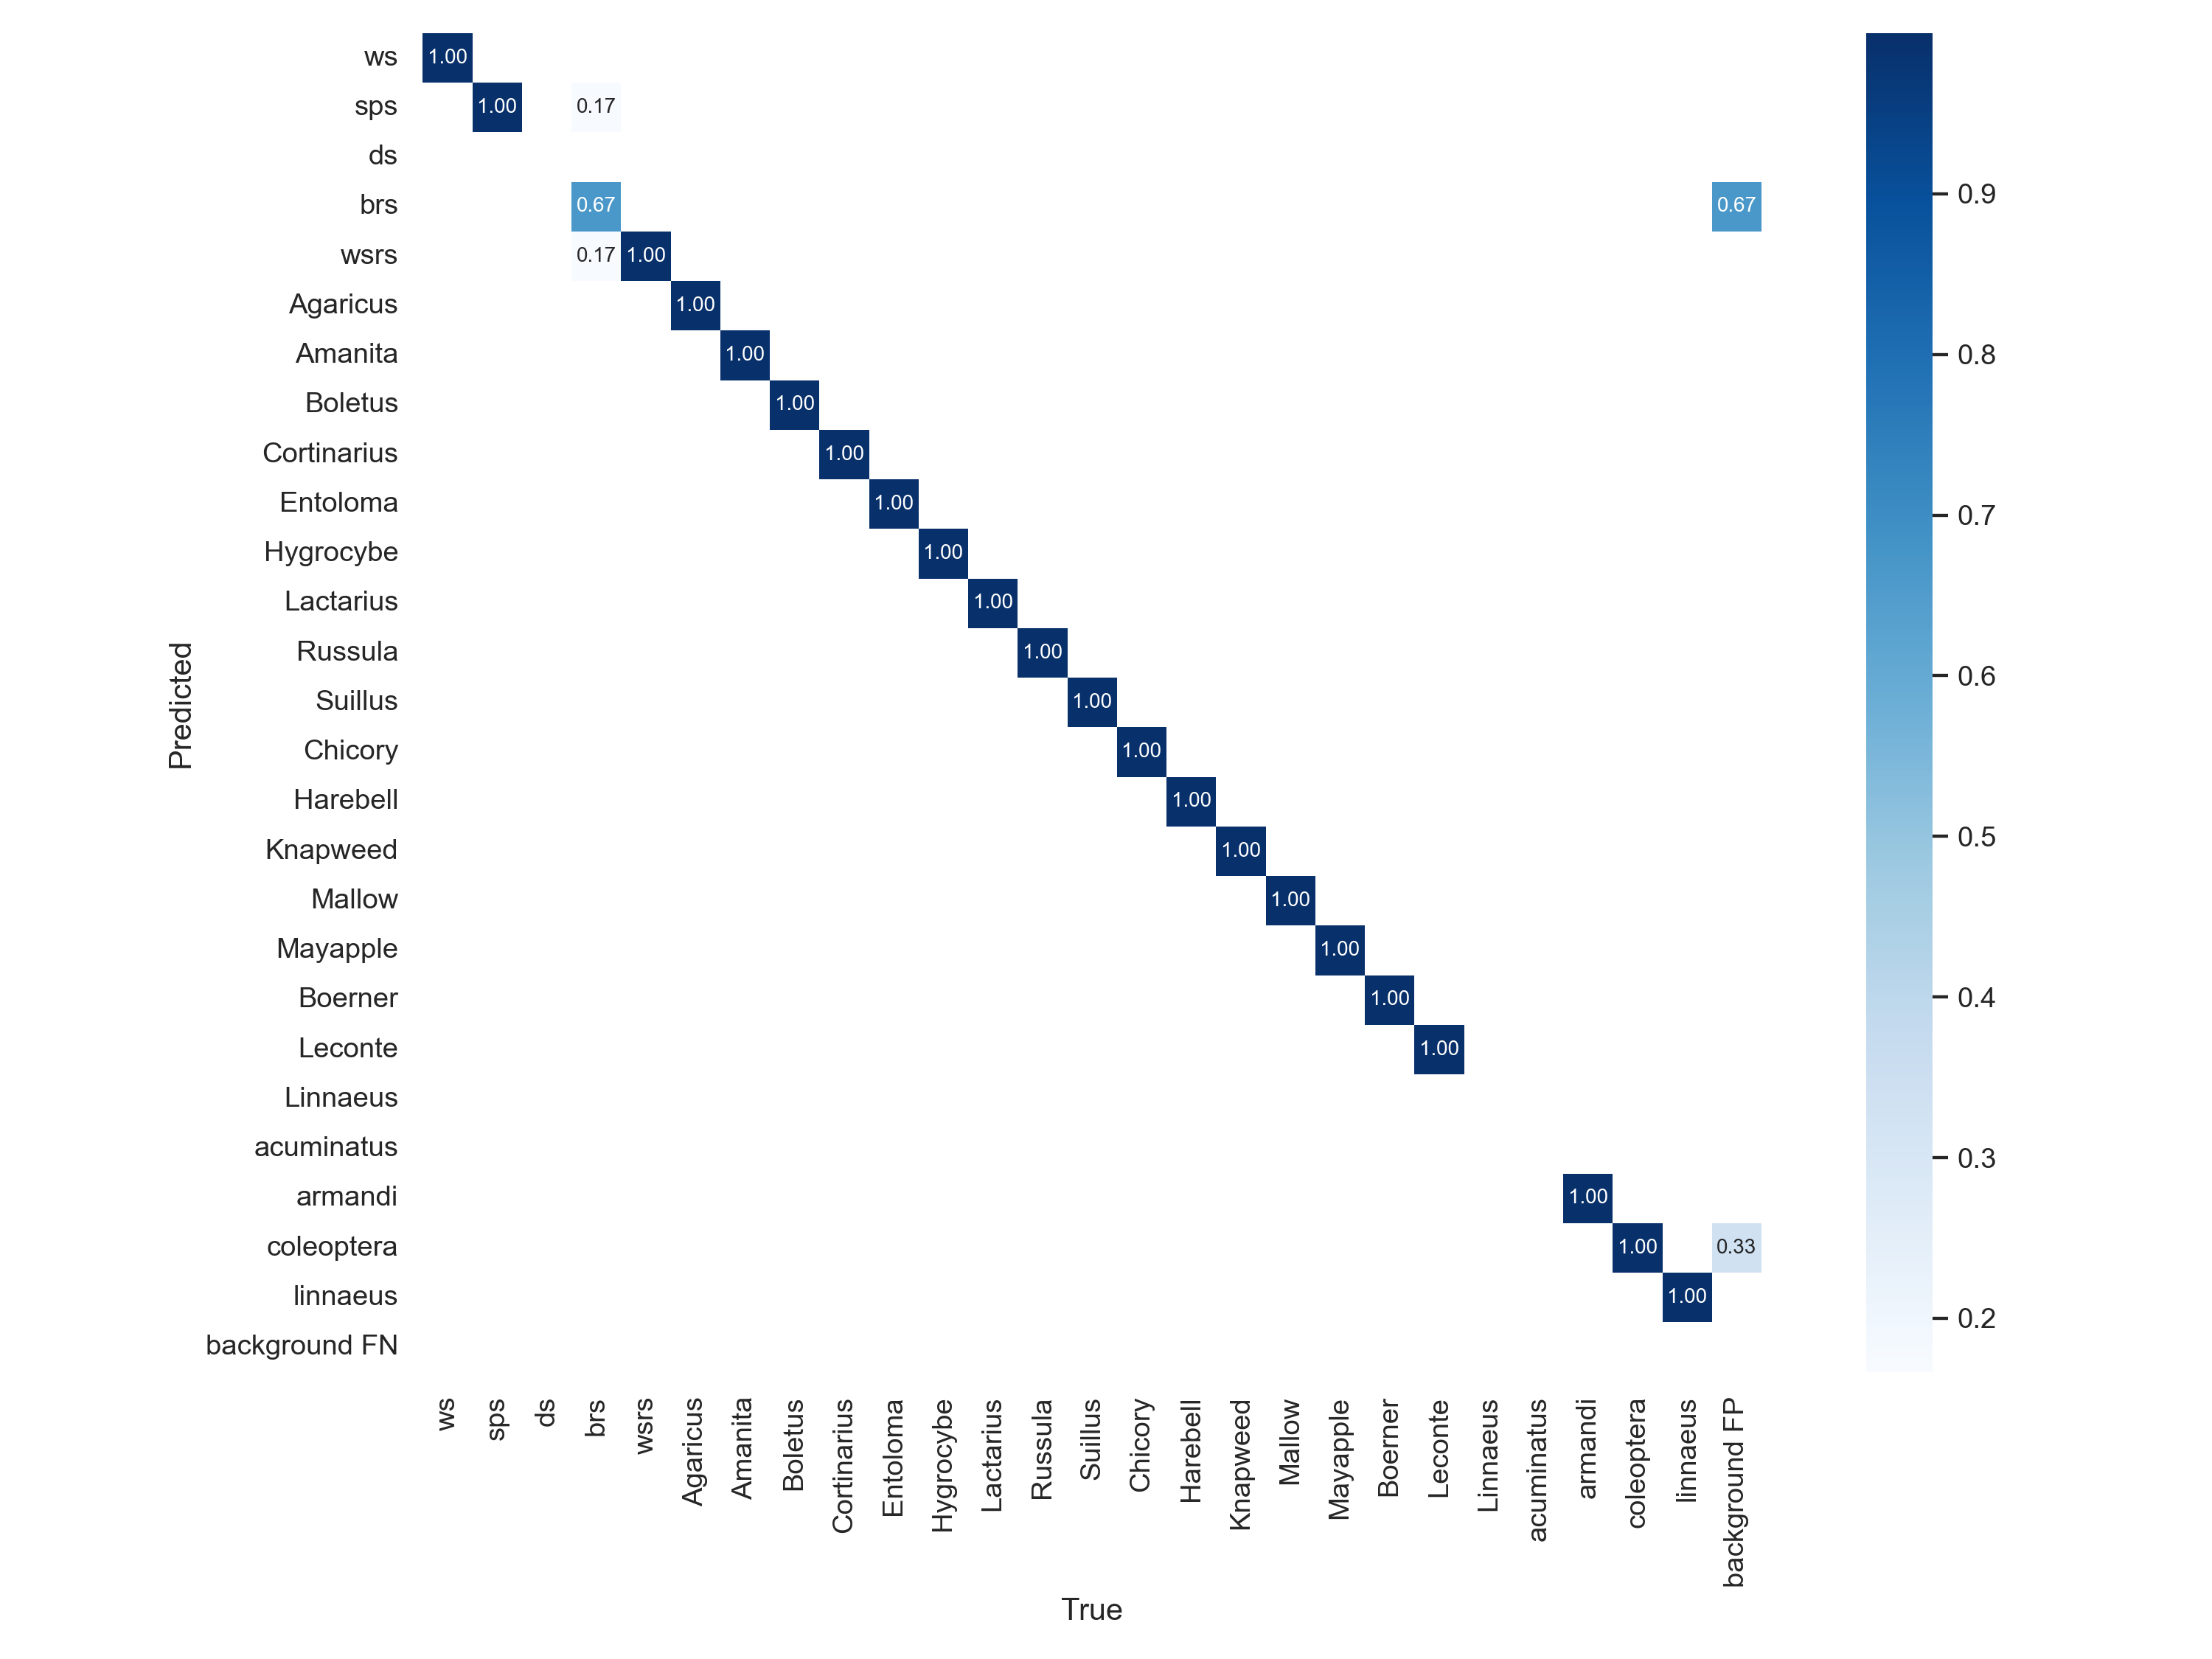 ws 1.00
sps 1.00 0.17
ds
brs 0.67 0.67
wsrs 0.17 1.00
Agaricus 1.00
Amanita 1.00
Boletus 1.00
Cortinarius 1.00
Entoloma 1.00
Hygrocybe 1.00
Lactarius 1.00
Russula 1.00
Suillus 1.00
Chicory 1.00
Harebell 1.00
Knapweed 1.00
Mallow 1.00
Mayapple 1.00
Boerner 1.00
Leconte 1.00
Linnaeus
acuminatus
armandi 1.00
coleoptera 1.00 0.33
linnaeus 1.00
background FN
Predicted
ws
sps
ds
brs
wsrs
Agaricus
Amanita
Boletus
Cortinarius
Entoloma
Hygrocybe
Lactarius
Russula
Suillus
Chicory
Harebell
Knapweed
Mallow
Mayapple
Boerner
Leconte
Linnaeus
acuminatus
armandi
coleoptera
linnaeus
background FP
True
0.9
0.8
0.7
0.6
0.5
0.4
0.3
0.2